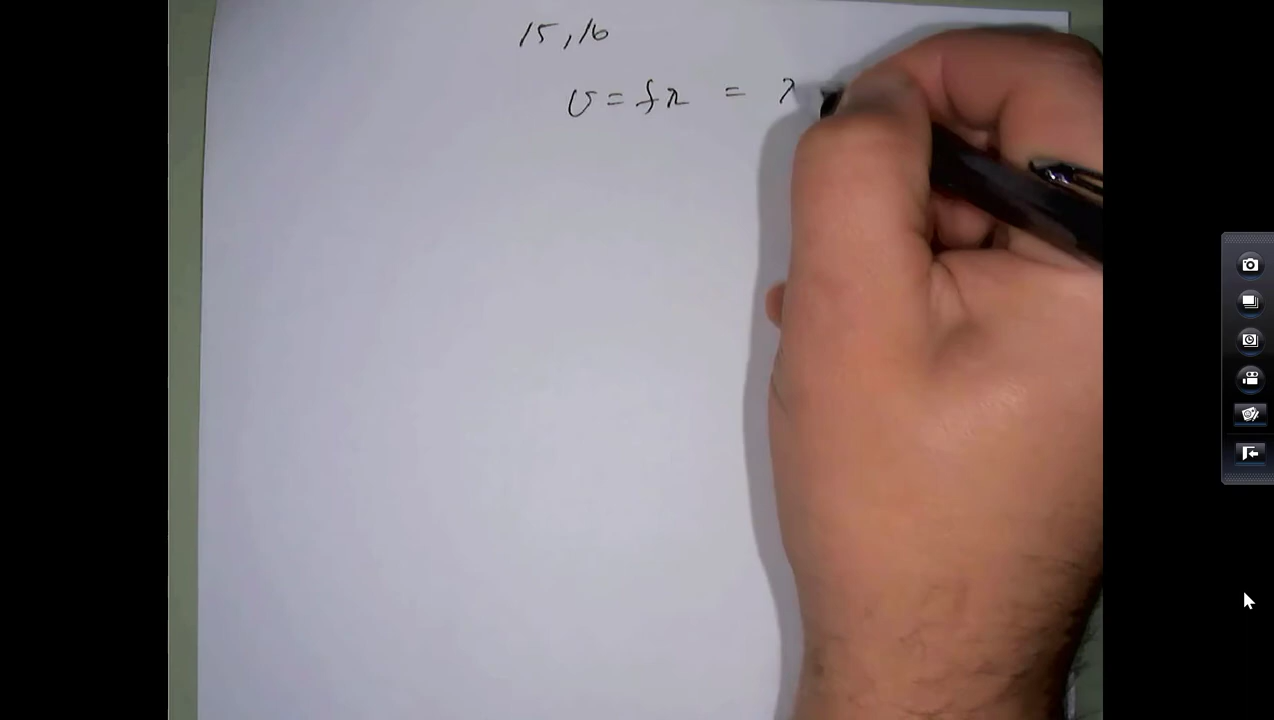 15, 16
υ = fλ = λ